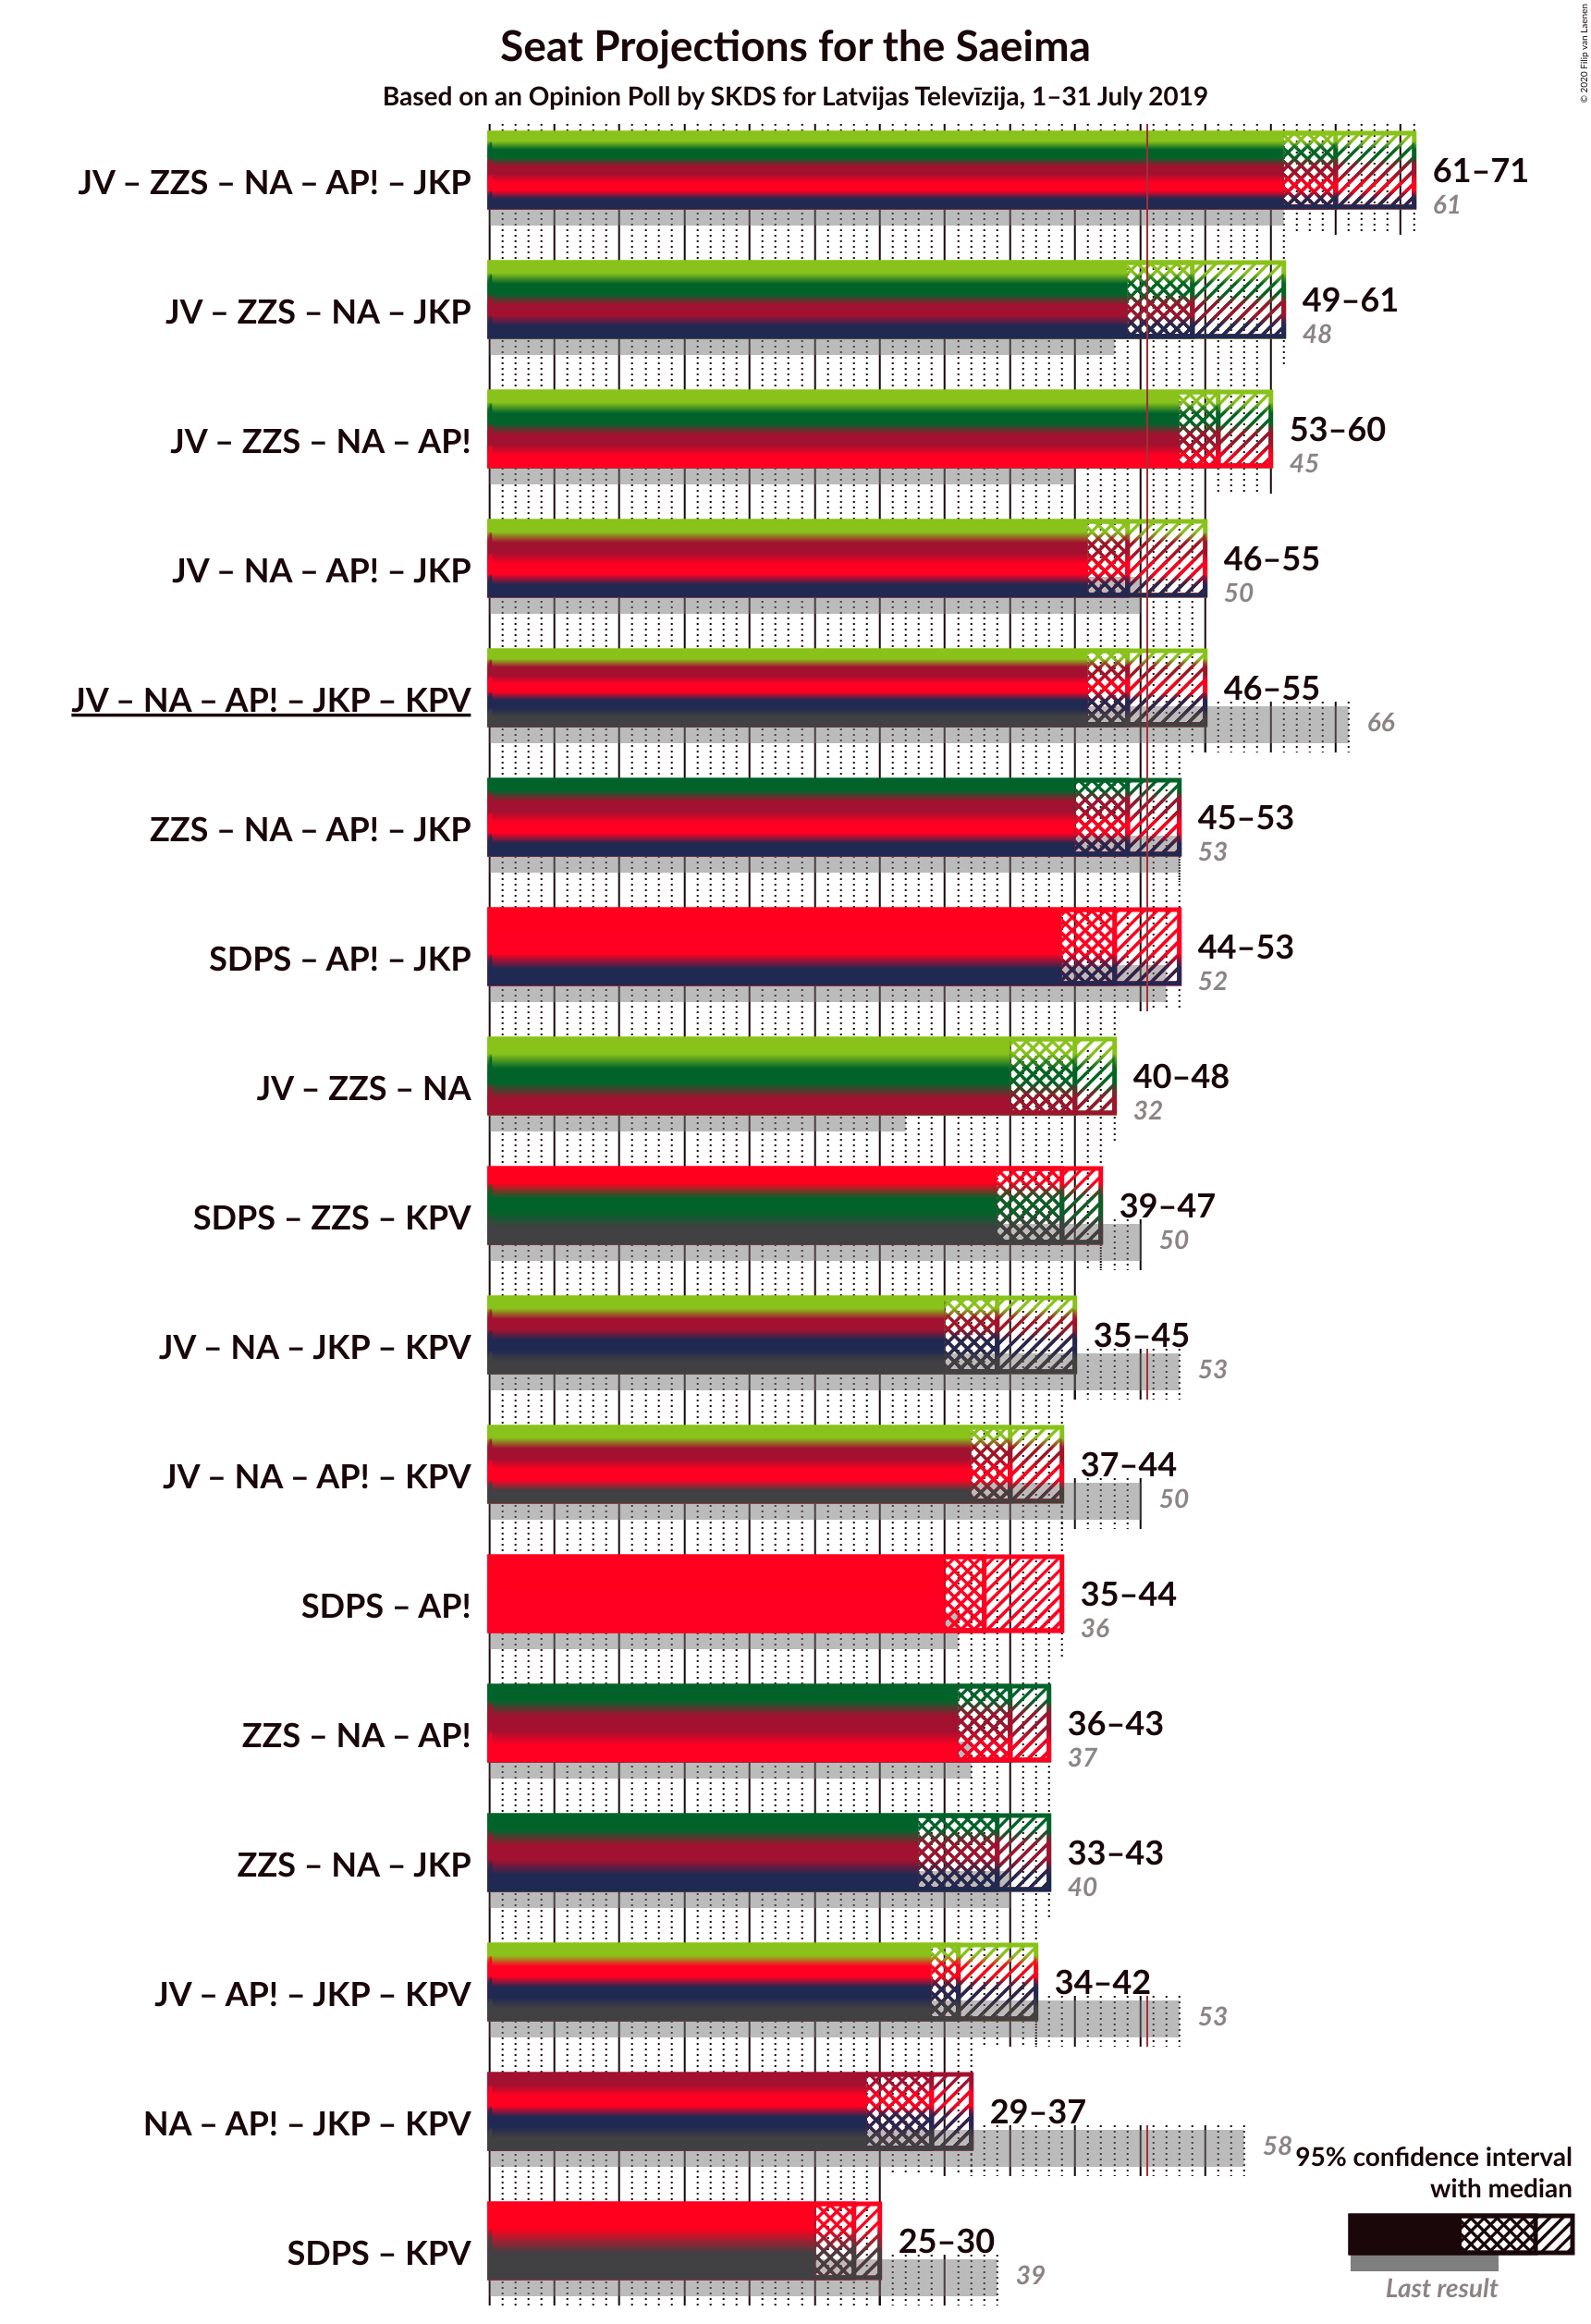 Seat Projections for the Saeima
Based on an Opinion Poll by SKDS for Latvijas Televīzija, 1–31 July 2019
© 2020 Filip van Laenen
JV – ZZS – NA – AP! – JKP
61–71
61
JV – ZZS – NA – JKP
49–61
48
JV – ZZS – NA – AP!
53–60
45
JV – NA – AP! – JKP
46–55
50
JV – NA – AP! – JKP – KPV
46–55
66
ZZS – NA – AP! – JKP
45–53
53
SDPS – AP! – JKP
44–53
52
JV – ZZS – NA
40–48
32
SDPS – ZZS – KPV
39–47
50
JV – NA – JKP – KPV
35–45
53
JV – NA – AP! – KPV
37–44
50
SDPS – AP!
35–44
36
ZZS – NA – AP!
36–43
37
ZZS – NA – JKP
33–43
40
JV – AP! – JKP – KPV
34–42
53
NA – AP! – JKP – KPV
29–37
58
SDPS – KPV
25–30
39
95% confidence interval
with median
Last result